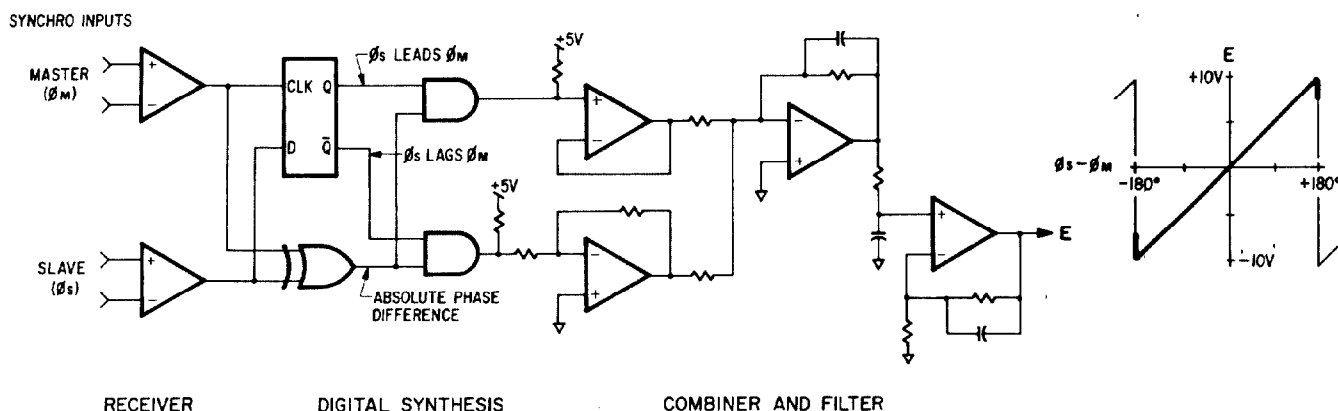 SYNCHRO INPUTS
MASTER
(ØM)
+
−
CLK Q
D Q̅
ØS LEADS ØM
ØS LAGS ØM
SLAVE
(ØS)
+
−
ABSOLUTE PHASE
DIFFERENCE
+5V
+
−
+5V
−
+
−
+
+
−
E
E
+10V
ØS−ØM
-180°
+180°
-10V
RECEIVER
DIGITAL SYNTHESIS
COMBINER AND FILTER